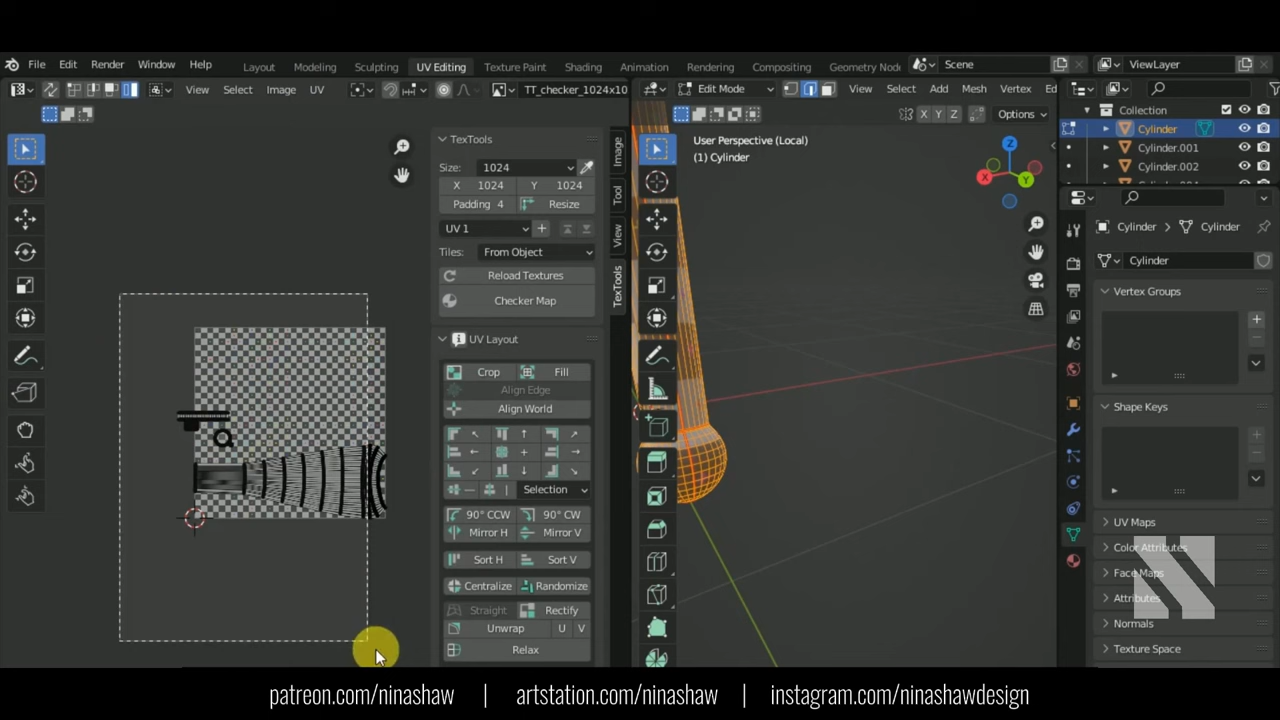 File Edit Render Window Help Layout Modeling Sculpting UV Editing Texture Paint Shading Animation Rendering Compositing Geometry Node Scene ViewLayer
View Select Image UV TT_checker_1024x10 Edit Mode View Select Add Mesh Vertex Ed
X Y Z Options
Collection
Cylinder
Cylinder.001
Cylinder.002
TexTools
Size: 1024
X 1024 Y 1024
Padding 4 Resize
UV 1
Tiles: From Object
Reload Textures
Checker Map
UV Layout
Crop Fill
Align Edge
Align World
Selection
90° CCW 90° CW
Mirror H Mirror V
Sort H Sort V
Centralize Randomize
Straight Rectify
Unwrap U V
Relax
Image
Tool
View
TexTools
User Perspective (Local)
(1) Cylinder
Z
X
Y
Cylinder > Cylinder
Cylinder
Vertex Groups
Shape Keys
UV Maps
Color Attributes
Face Maps
Attributes
Normals
Texture Space
patreon.com/ninashaw | artstation.com/ninashaw | instagram.com/ninashawdesign